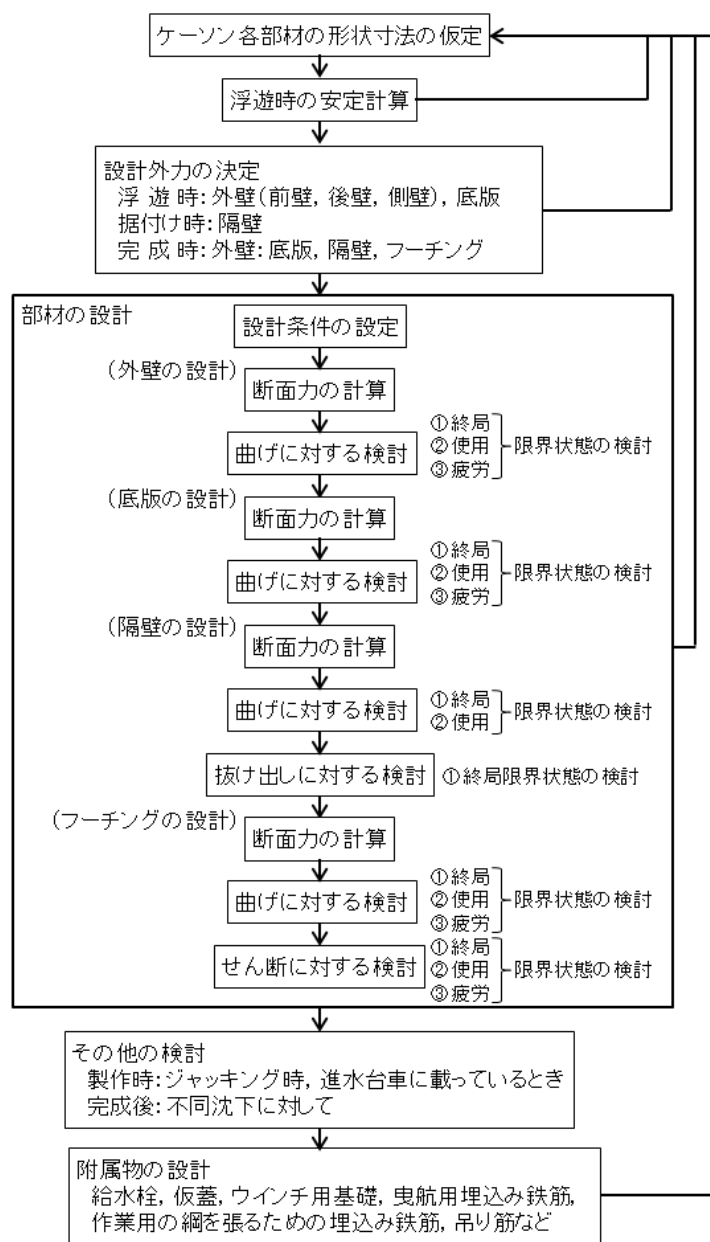 ケーソン各部材の形状寸法の仮定
浮遊時の安定計算
設計外力の決定
浮 遊 時：外壁（前壁，後壁，側壁），底版
据付け時：隔壁
完 成 時：外壁：底版，隔壁，フーチング
部材の設計
設計条件の設定
（外壁の設計）
断面力の計算
曲げに対する検討
①終局
②使用
③疲労
限界状態の検討
（底版の設計）
断面力の計算
曲げに対する検討
①終局
②使用
③疲労
限界状態の検討
（隔壁の設計）
断面力の計算
曲げに対する検討
①終局
②使用
限界状態の検討
抜け出しに対する検討
①終局限界状態の検討
（フーチングの設計）
断面力の計算
曲げに対する検討
①終局
②使用
③疲労
限界状態の検討
せん断に対する検討
①終局
②使用
③疲労
限界状態の検討
その他の検討
製作時：ジャッキング時，進水台車に載っているとき
完成後：不同沈下に対して
附属物の設計
給水栓，仮蓋，ウインチ用基礎，曳航用埋込み鉄筋，
作業用の綱を張るための埋込み鉄筋，吊り筋など